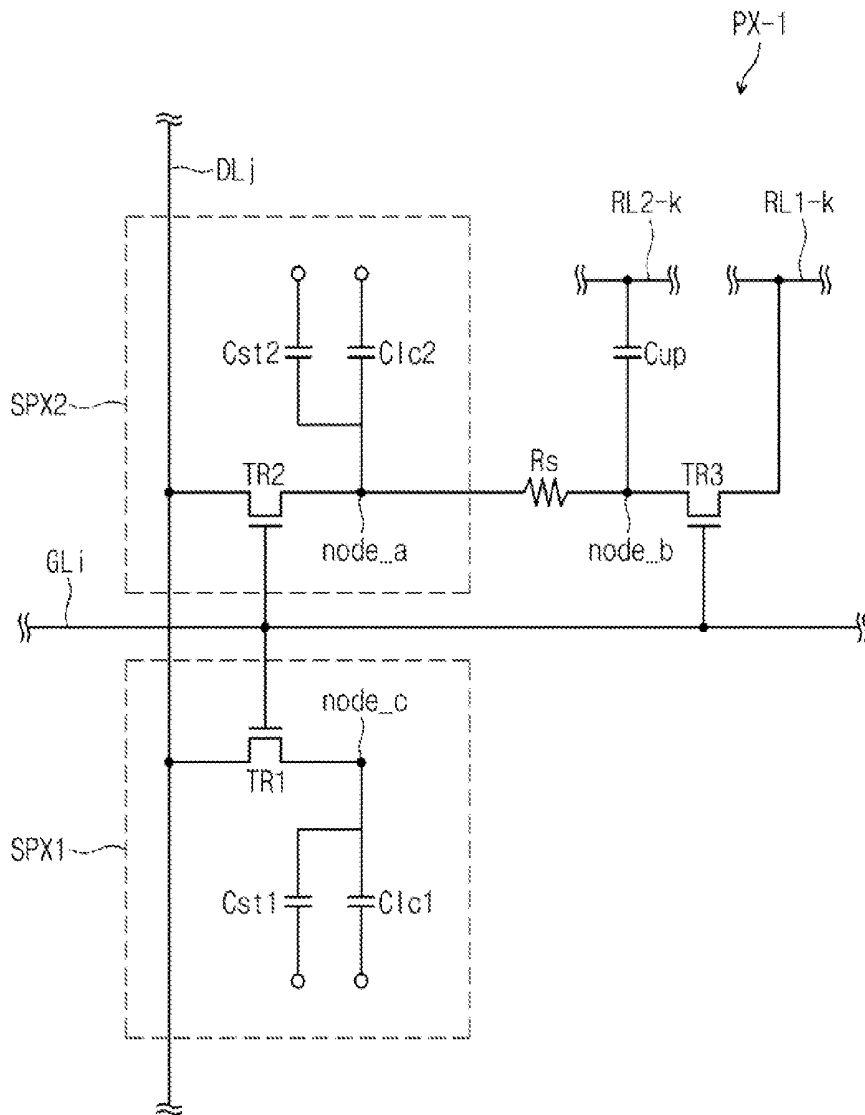 PX-1
DLj
RL2-k
RL1-k
Cst2
Clc2
Cup
SPX2
TR2
Rs
TR3
node_a
node_b
GLi
node_c
TR1
SPX1
Cst1
Clc1